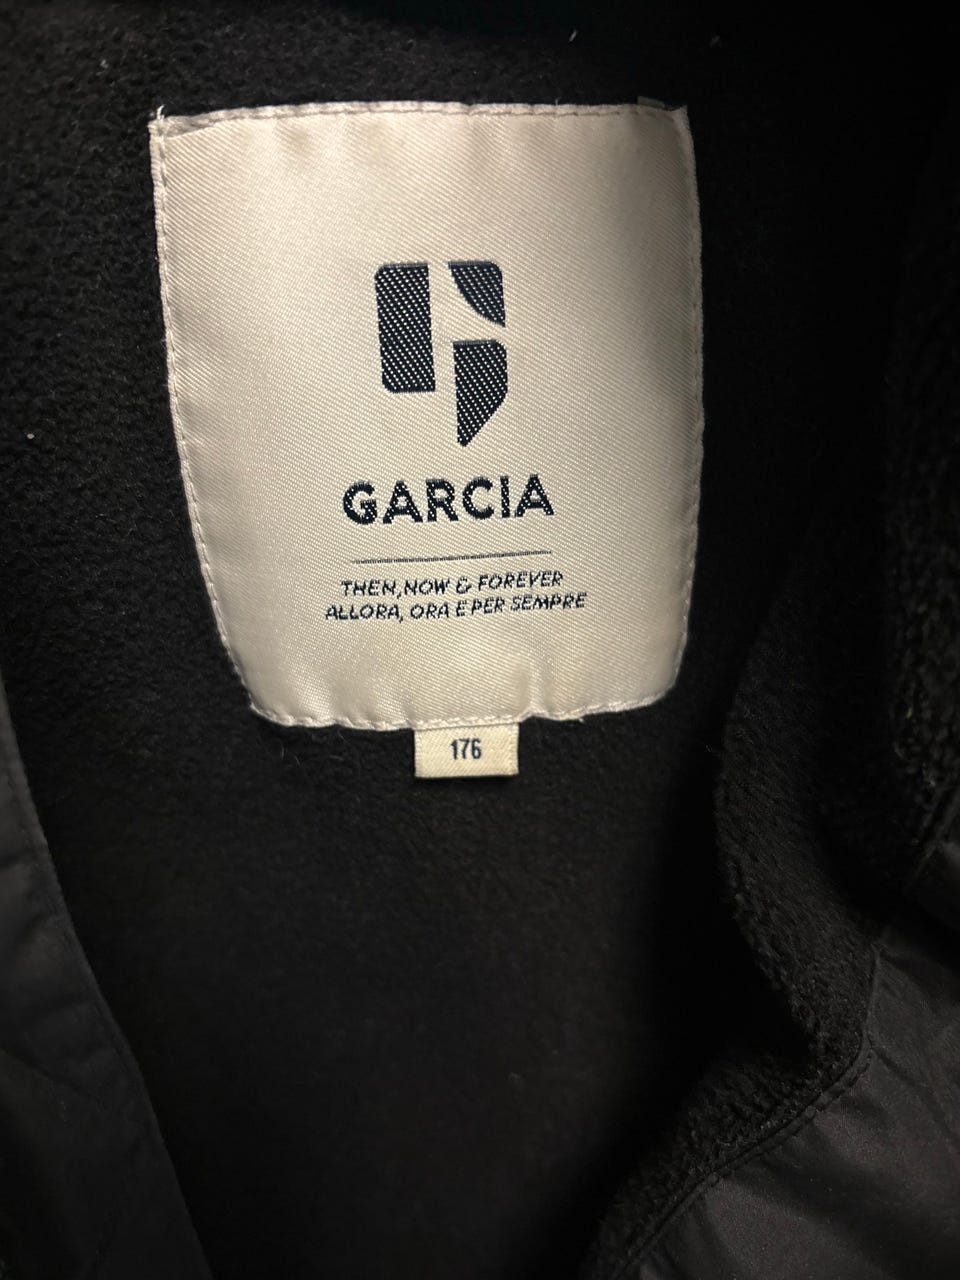 GARCIA
THEN, NOW & FOREVER
ALLORA, ORA E PER SEMPRE
176